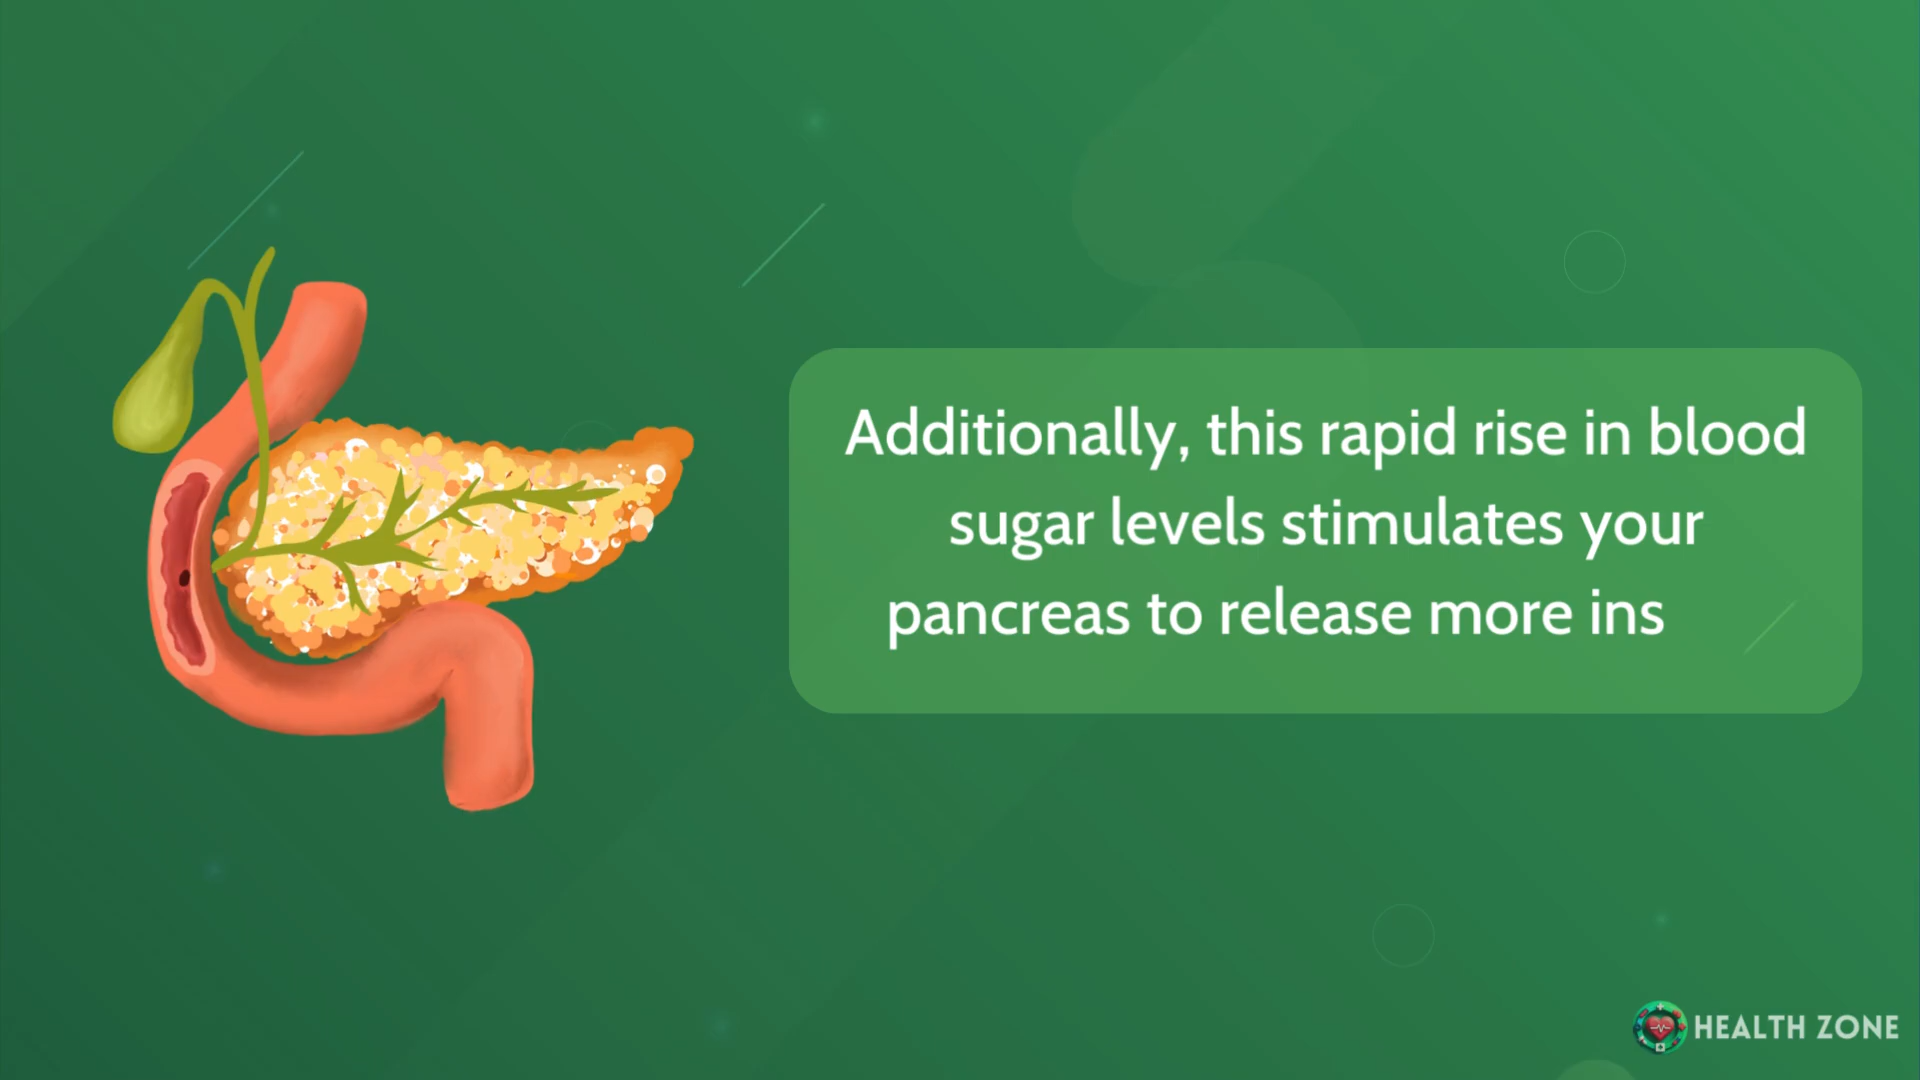 Additionally, this rapid rise in blood
sugar levels stimulates your
pancreas to release more ins
HEALTH ZONE